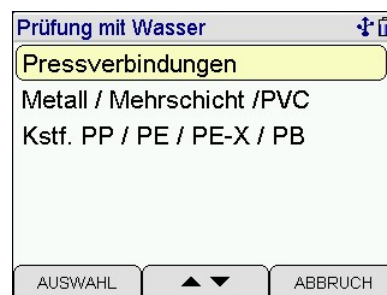 Prüfung mit Wasser
Pressverbindungen
Metall / Mehrschicht /PVC
Kstf. PP / PE / PE-X / PB
AUSWAHL ▲ ▼ ABBRUCH